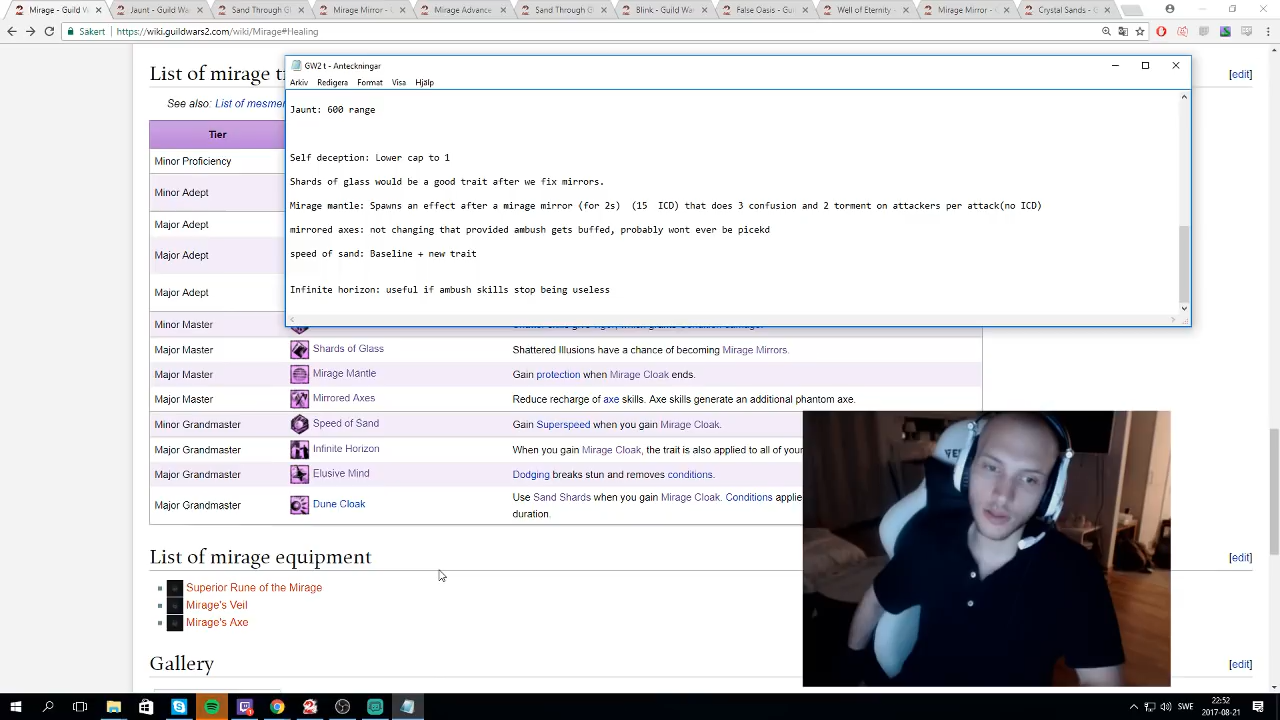 Mirage - Guild Wa
Jaunt - Guild Wars
Sand Through Gl
Mirage Mirror - G
Mirage Advance
Sand Through Gl
Blink - Guild Wa
False Oasis - Guil
Well of Eternity
Mirage Mirror - G
Crystal Sands - G
Säkert
https://wiki.guildwars2.com/wiki/Mirage#Healing
List of mirage t
[edit]
See also: List of mesmer
GW2 t - Anteckningar
Arkiv Redigera Format Visa Hjälp
Jaunt: 600 range
Self deception: Lower cap to 1
Shards of glass would be a good trait after we fix mirrors.
Mirage mantle: Spawns an effect after a mirage mirror (for 2s) (15 ICD) that does 3 confusion and 2 torment on attackers per attack(no ICD)
mirrored axes: not changing that provided ambush gets buffed, probably wont ever be picekd
speed of sand: Baseline + new trait
Infinite horizon: useful if ambush skills stop being useless
Tier
Minor Proficiency
Minor Adept
Major Adept
Major Adept
Major Adept
Minor Master
Major Master Shards of Glass Shattered Illusions have a chance of becoming Mirage Mirrors.
Major Master Mirage Mantle Gain protection when Mirage Cloak ends.
Major Master Mirrored Axes Reduce recharge of axe skills. Axe skills generate an additional phantom axe.
Minor Grandmaster Speed of Sand Gain Superspeed when you gain Mirage Cloak.
Major Grandmaster Infinite Horizon When you gain Mirage Cloak, the trait is also applied to all of your
Major Grandmaster Elusive Mind Dodging breaks stun and removes conditions.
Major Grandmaster Dune Cloak Use Sand Shards when you gain Mirage Cloak. Conditions applie
duration.
List of mirage equipment
[edit]
Superior Rune of the Mirage
Mirage's Veil
Mirage's Axe
Gallery
[edit]
SWE
22:52
2017-08-21